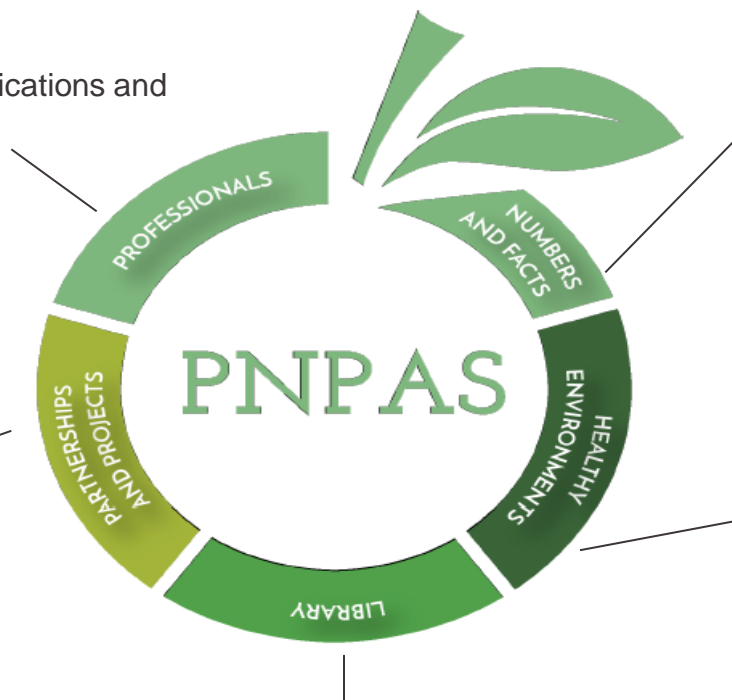 ications and
PROFESSIONALS
NUMBERS
AND FACTS
PNPAS
PARTNERSHIPS
AND PROJECTS
HEALTHY
ENVIRONMENTS
LIBRARY